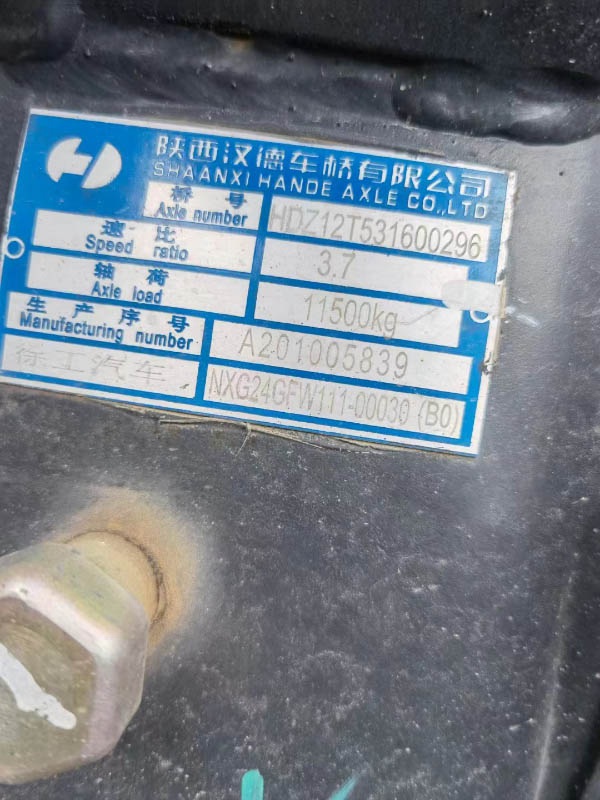 陕西汉德车桥有限公司
SHAANXI HANDE AXLE CO.,LTD
桥号
Axle number
HDZ12T531600296
速比
Speed ratio
3.7
轴荷
Axle load
11500kg
生产序号
Manufacturing number
A201005839
徐工汽车
NXG24GFW111-00030 (B0)